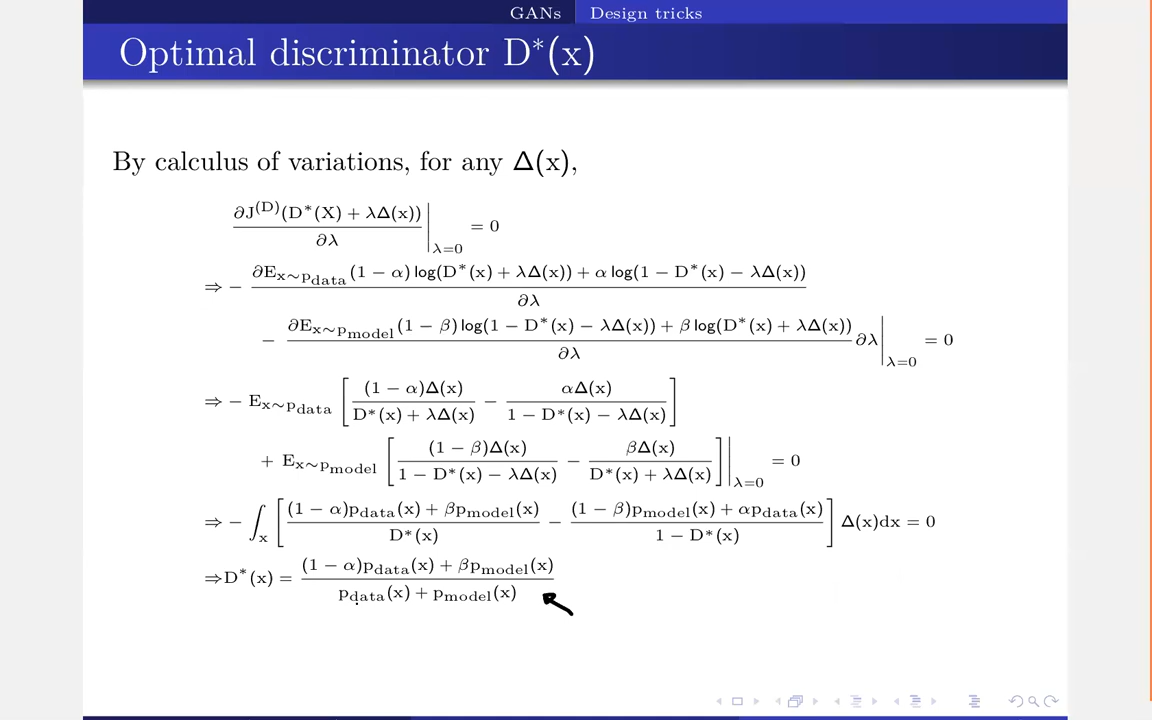 GANs Design tricks
Optimal discriminator D*(x)
By calculus of variations, for any Δ(x),
∂J^(D)(D*(X) + λΔ(x)) / ∂λ |_{λ=0} = 0
⇒ − ∂E_{x∼p_data}(1 − α) log(D*(x) + λΔ(x)) + α log(1 − D*(x) − λΔ(x)) / ∂λ
− ∂E_{x∼p_model}(1 − β) log(1 − D*(x) − λΔ(x)) + β log(D*(x) + λΔ(x)) / ∂λ ∂λ |_{λ=0} = 0
⇒ − E_{x∼p_data} [ (1 − α)Δ(x) / D*(x) + λΔ(x) − αΔ(x) / 1 − D*(x) − λΔ(x) ]
+ E_{x∼p_model} [ (1 − β)Δ(x) / 1 − D*(x) − λΔ(x) − βΔ(x) / D*(x) + λΔ(x) ] |_{λ=0} = 0
⇒ − ∫_x [ (1 − α)p_data(x) + βp_model(x) / D*(x) − (1 − β)p_model(x) + αp_data(x) / 1 − D*(x) ] Δ(x)dx = 0
⇒D*(x) = (1 − α)p_data(x) + βp_model(x) / p_data(x) + p_model(x)